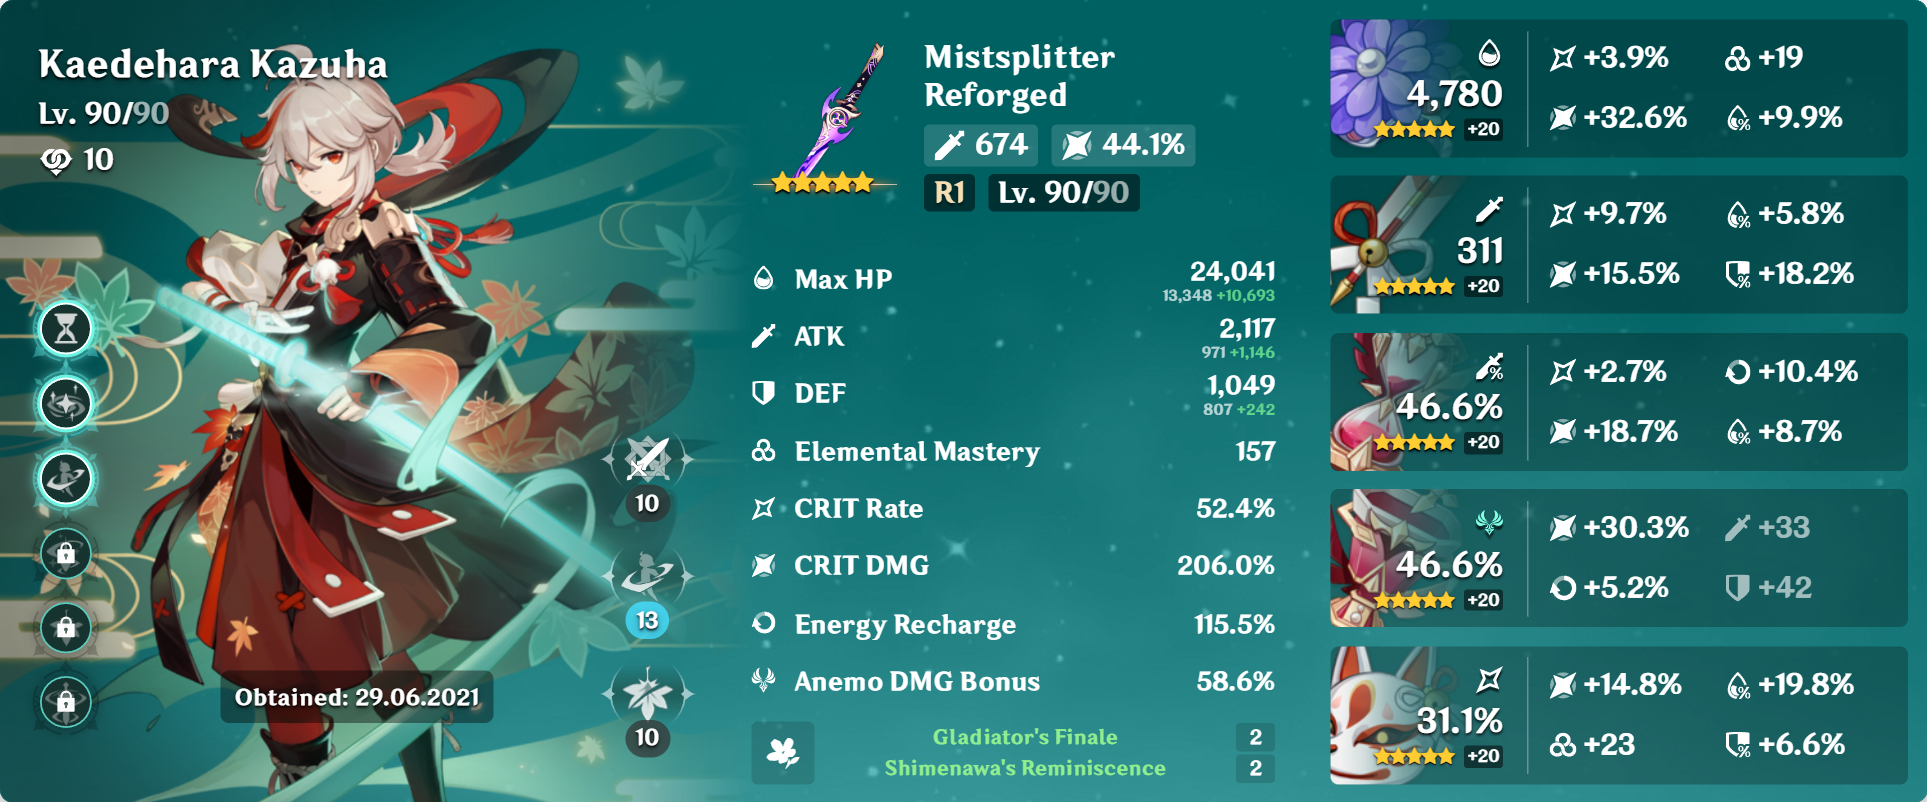 Kaedehara Kazuha
Lv. 90/90
10
10
13
10
Obtained: 29.06.2021
Mistsplitter
Reforged
674 44.1%
R1 Lv. 90/90
Max HP 24,041
13,348 +10,693
ATK 2,117
971 +1,146
DEF 1,049
807 +242
Elemental Mastery 157
CRIT Rate 52.4%
CRIT DMG 206.0%
Energy Recharge 115.5%
Anemo DMG Bonus 58.6%
Gladiator's Finale 2
Shimenawa's Reminiscence 2
4,780
+20
+3.9% +19
+32.6% +9.9%
311
+20
+9.7% +5.8%
+15.5% +18.2%
46.6%
+20
+2.7% +10.4%
+18.7% +8.7%
46.6%
+20
+30.3% +33
+5.2% +42
31.1%
+20
+14.8% +19.8%
+23 +6.6%